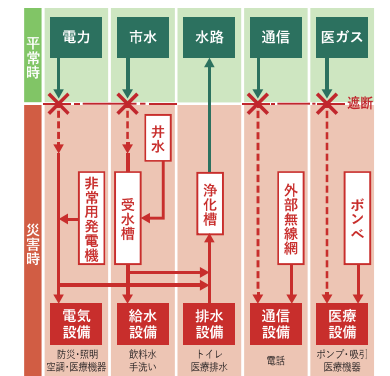 平常時
電力
市水
水路
通信
医ガス
遮断
災害時
井水
非常用発電機
受水槽
浄化槽
外部無線網
ボンベ
電気
設備
給水
設備
排水
設備
通信
設備
医療
設備
防災・照明
空調・医療機器
飲料水
手洗い
トイレ
医療排水
電話
ポンプ・吸引
医療機器